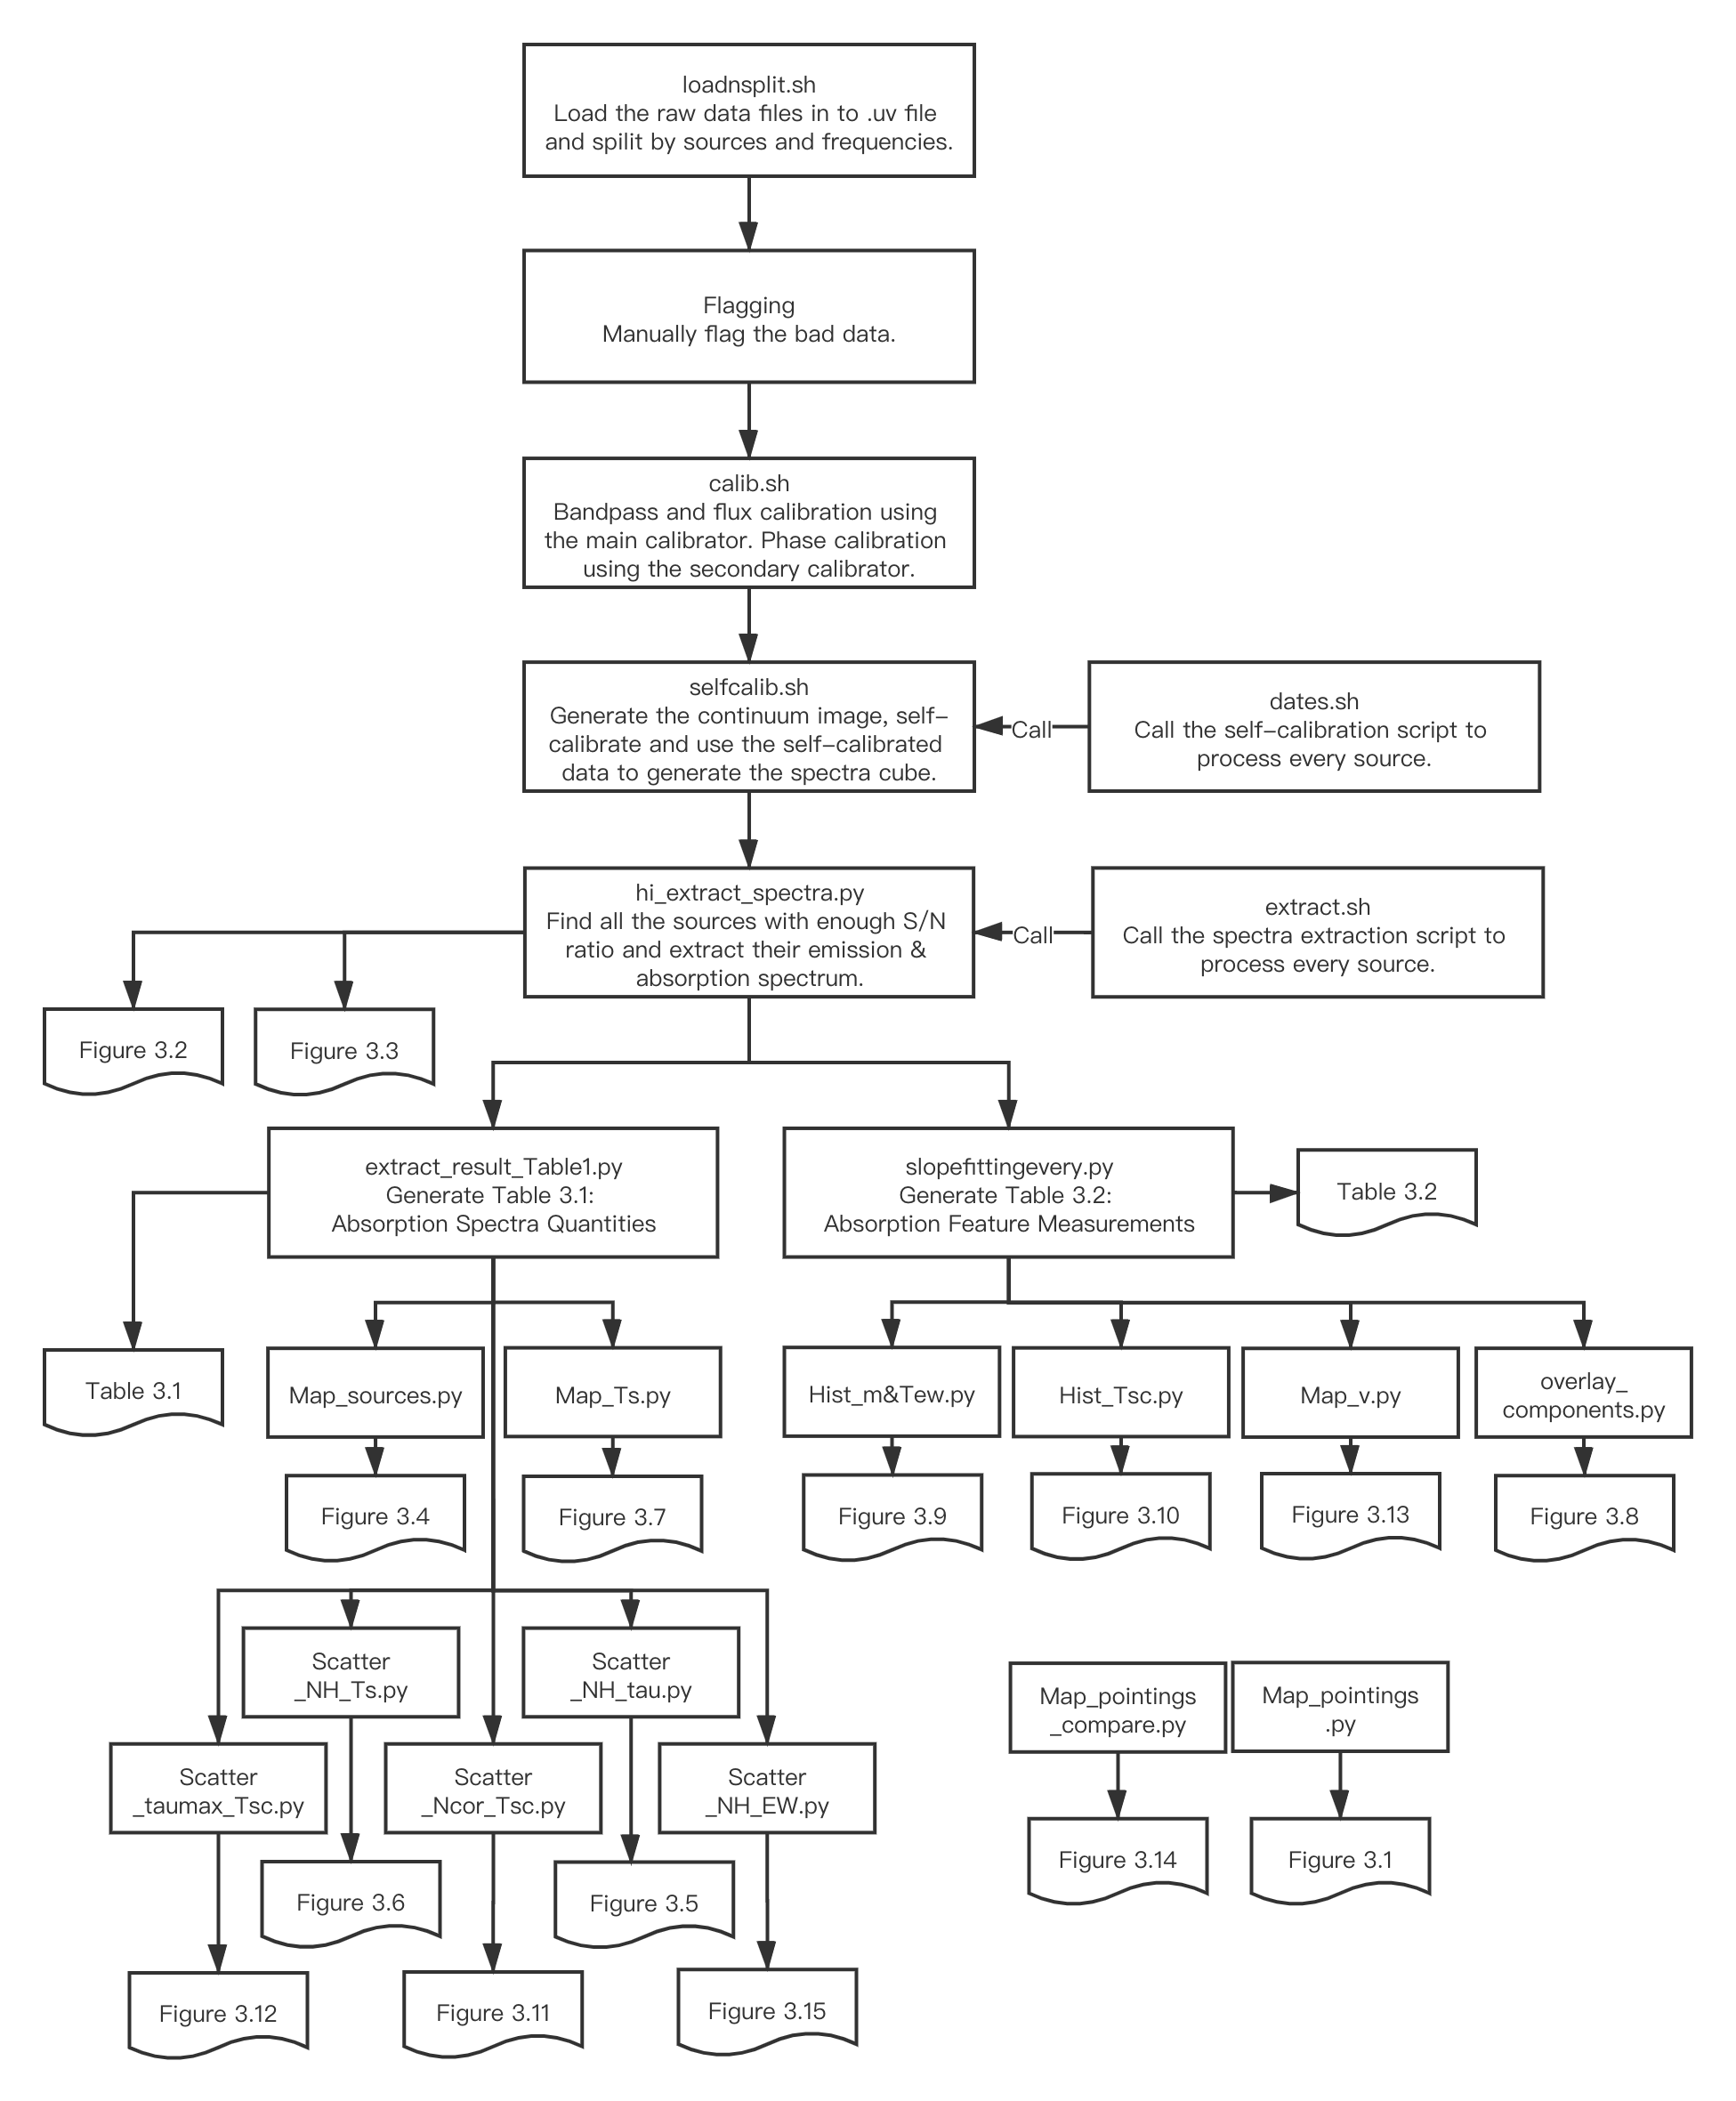 loadnsplit.sh
Load the raw data files in to .uv file
and spilit by sources and frequencies.
Flagging
Manually flag the bad data.
calib.sh
Bandpass and flux calibration using
the main calibrator. Phase calibration
using the secondary calibrator.
selfcalib.sh
Generate the continuum image, self-
calibrate and use the self-calibrated
data to generate the spectra cube.
Call
dates.sh
Call the self-calibration script to
process every source.
hi_extract_spectra.py
Find all the sources with enough S/N
ratio and extract their emission &
absorption spectrum.
Call
extract.sh
Call the spectra extraction script to
process every source.
Figure 3.2
Figure 3.3
extract_result_Table1.py
Generate Table 3.1:
Absorption Spectra Quantities
slopefittingevery.py
Generate Table 3.2:
Absorption Feature Measurements
Table 3.2
Table 3.1
Map_sources.py
Map_Ts.py
Hist_m&Tew.py
Hist_Tsc.py
Map_v.py
overlay_
components.py
Figure 3.4
Figure 3.7
Figure 3.9
Figure 3.10
Figure 3.13
Figure 3.8
Scatter
_NH_Ts.py
Scatter
_NH_tau.py
Map_pointings
_compare.py
Map_pointings
.py
Scatter
_taumax_Tsc.py
Scatter
_Ncor_Tsc.py
Scatter
_NH_EW.py
Figure 3.6
Figure 3.5
Figure 3.14
Figure 3.1
Figure 3.12
Figure 3.11
Figure 3.15